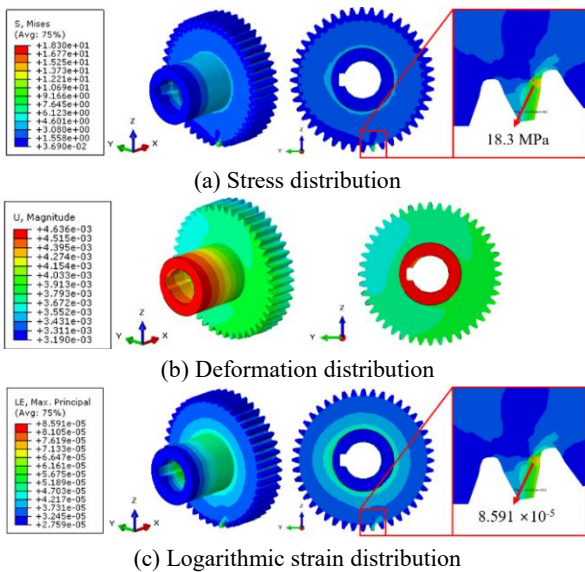 S, Mises
(Avg: 75%)
+1.830e+01
+1.677e+01
+1.525e+01
+1.373e+01
+1.221e+01
+1.069e+01
+9.166e+00
+7.645e+00
+6.123e+00
+4.601e+00
+3.080e+00
+1.558e+00
+3.690e-02
Z
Y
X
Z
Y
18.3 MPa
(a) Stress distribution
U, Magnitude
+4.636e-03
+4.515e-03
+4.395e-03
+4.274e-03
+4.154e-03
+4.033e-03
+3.913e-03
+3.793e-03
+3.672e-03
+3.552e-03
+3.431e-03
+3.311e-03
+3.190e-03
Z
Y
X
Z
Y
(b) Deformation distribution
LE, Max. Principal
(Avg: 75%)
+8.591e-05
+8.105e-05
+7.619e-05
+7.133e-05
+6.647e-05
+6.161e-05
+5.675e-05
+5.189e-05
+4.703e-05
+4.217e-05
+3.731e-05
+3.245e-05
+2.759e-05
Z
Y
X
Z
Y
8.591 ×10-5
(c) Logarithmic strain distribution